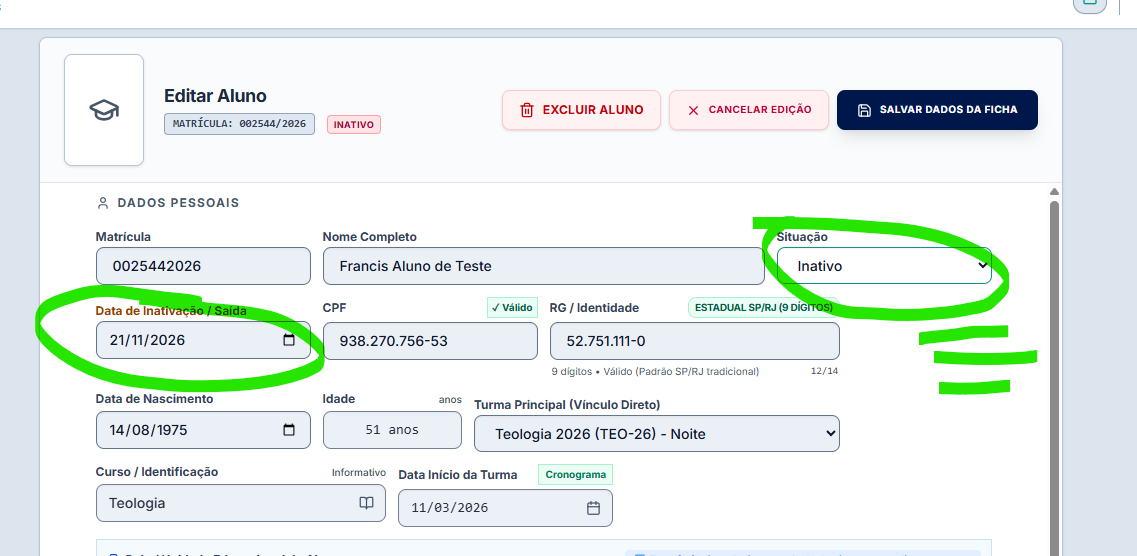 Editar Aluno
MATRÍCULA: 002544/2026 INATIVO
EXCLUIR ALUNO
CANCELAR EDIÇÃO
SALVAR DADOS DA FICHA
DADOS PESSOAIS
Matrícula
0025442026
Nome Completo
Francis Aluno de Teste
Situação
Inativo
Data de Inativação / Saída
21/11/2026
CPF
✓ Válido
938.270.756-53
RG / Identidade
ESTADUAL SP/RJ (9 DÍGITOS)
52.751.111-0
9 dígitos • Válido (Padrão SP/RJ tradicional)
12/14
Data de Nascimento
14/08/1975
Idade
anos
51 anos
Turma Principal (Vínculo Direto)
Teologia 2026 (TEO-26) - Noite
Curso / Identificação
Informativo
Teologia
Data Início da Turma
Cronograma
11/03/2026